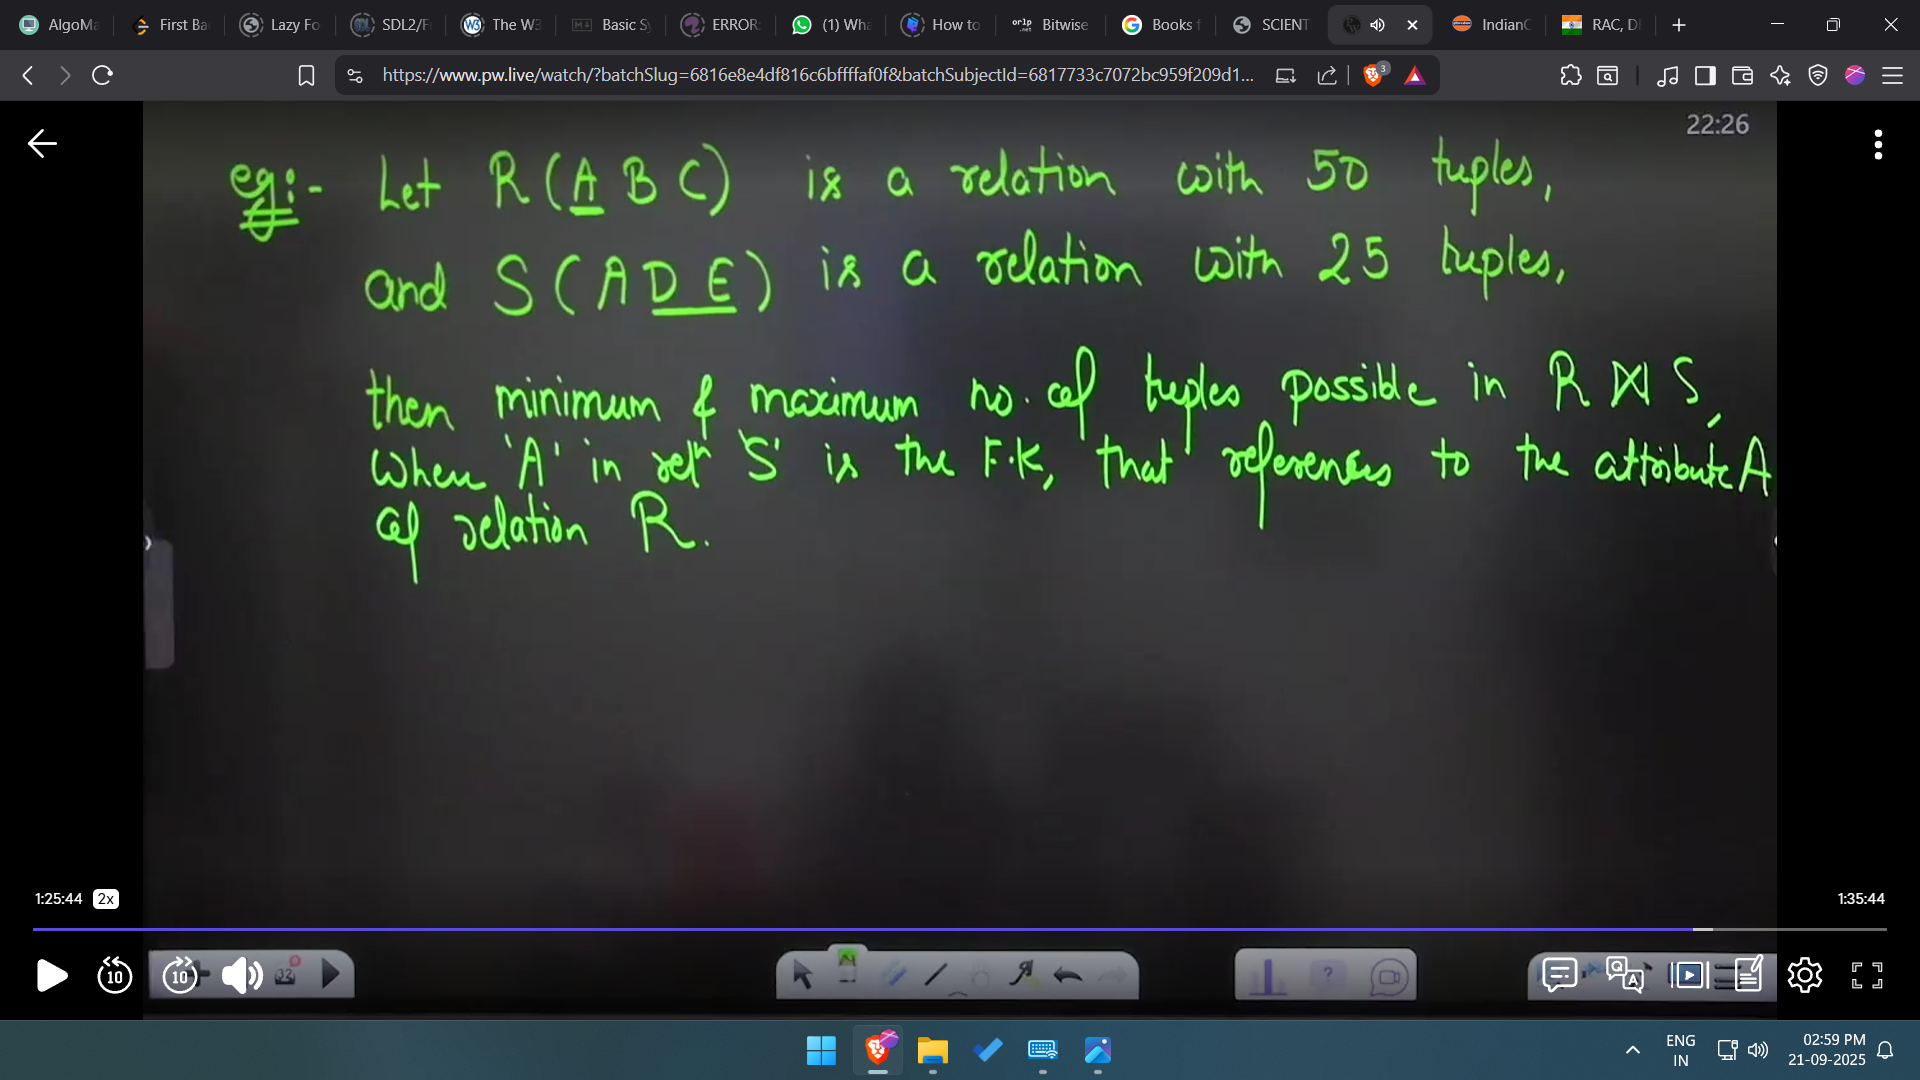 AlgoMa
First Ba
Lazy Fo
SDL2/F
The W3
Basic Sy
ERROR:
(1) Wha
How to
Bitwise
Books f
SCIENT
IndianC
RAC, D
https://www.pw.live/watch/?batchSlug=6816e8e4df816c6bffffaf0f&batchSubjectId=6817733c7072bc959f209d1...
3
22:26
eg:- Let R(A B C) is a relation with 50 tuples,
and S(A D E) is a relation with 25 tuples,
then minimum & maximum no. of tuples possible in R ⋈ S,
When 'A' in relⁿ 'S' is the F.K, that references to the attribute A
of relation R.
1:25:44 2x
1:35:44
10
10
32
?
Q A
ENG
IN
02:59 PM
21-09-2025